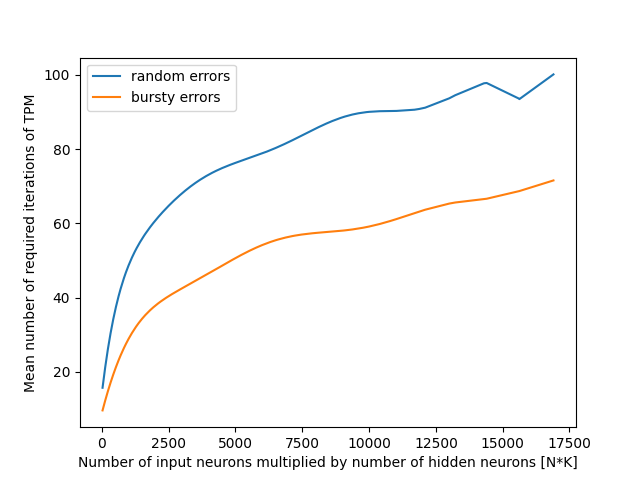 random errors
bursty errors
100
80
60
40
20
Mean number of required iterations of TPM
0 2500 5000 7500 10000 12500 15000 17500
Number of input neurons multiplied by number of hidden neurons [N*K]